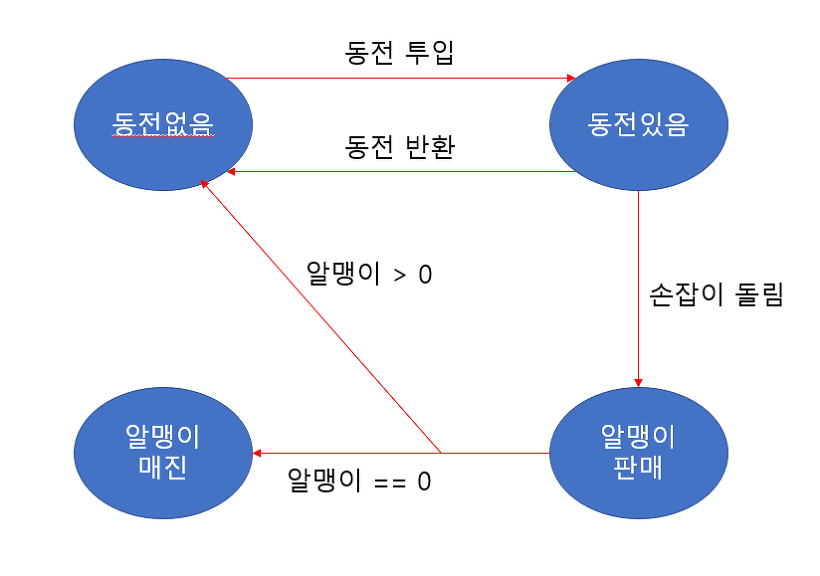 동전 투입
동전없음
동전있음
동전 반환
알맹이 > 0
손잡이 돌림
알맹이
매진
알맹이
판매
알맹이 == 0